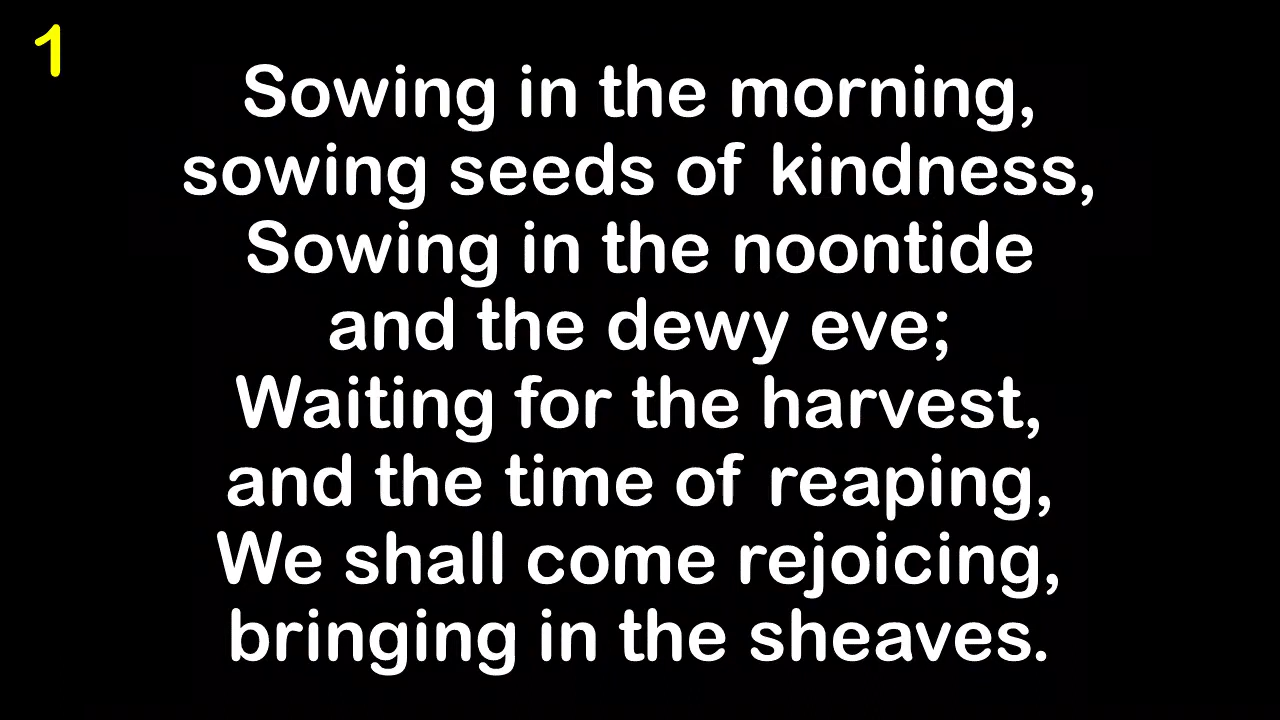 1
Sowing in the morning,
sowing seeds of kindness,
Sowing in the noontide
and the dewy eve;
Waiting for the harvest,
and the time of reaping,
We shall come rejoicing,
bringing in the sheaves.